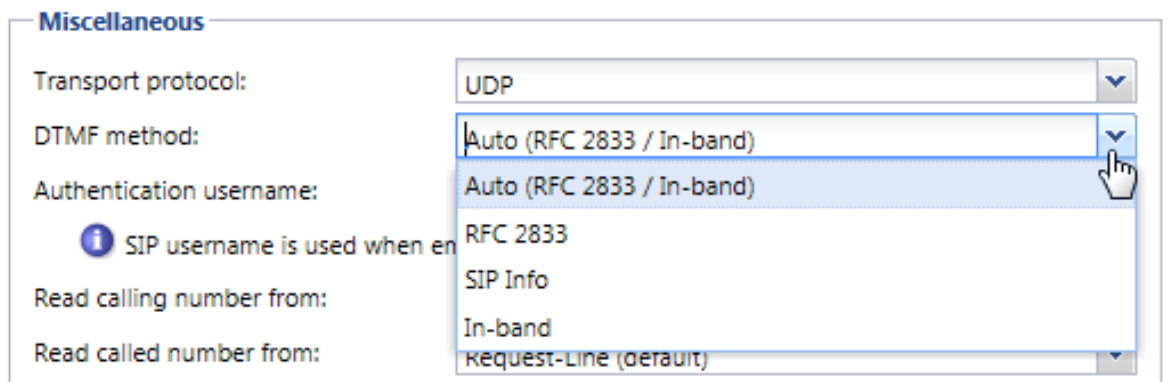 Miscellaneous
Transport protocol: UDP
DTMF method: Auto (RFC 2833 / In-band)
Auto (RFC 2833 / In-band)
Authentication username:
RFC 2833
SIP username is used when em
SIP Info
Read calling number from:
In-band
Read called number from: Request-Line (default)